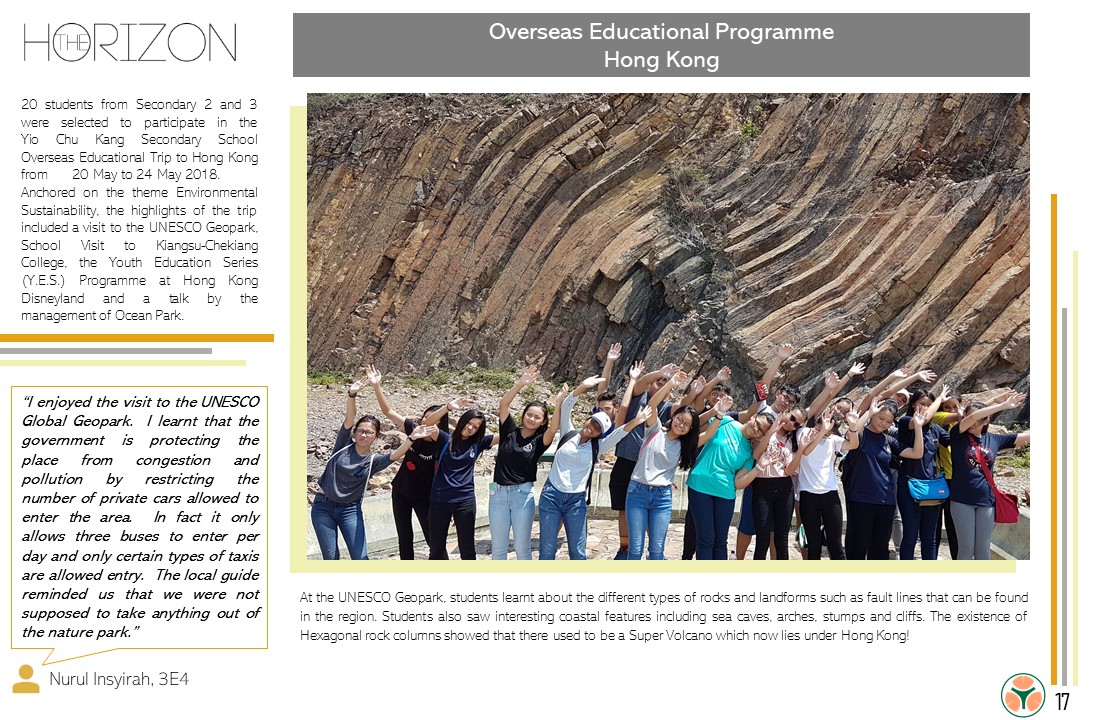 THE HORIZON
Overseas Educational Programme
Hong Kong
20 students from Secondary 2 and 3
were selected to participate in the
Yio Chu Kang Secondary School
Overseas Educational Trip to Hong Kong
from 20 May to 24 May 2018.
Anchored on the theme Environmental
Sustainability, the highlights of the trip
included a visit to the UNESCO Geopark,
School Visit to Kiangsu-Chekiang
College, the Youth Education Series
(Y.E.S.) Programme at Hong Kong
Disneyland and a talk by the
management of Ocean Park.
“I enjoyed the visit to the UNESCO
Global Geopark. I learnt that the
government is protecting the
place from congestion and
pollution by restricting the
number of private cars allowed to
enter the area. In fact it only
allows three buses to enter per
day and only certain types of taxis
are allowed entry. The local guide
reminded us that we were not
supposed to take anything out of
the nature park.”
Nurul Insyirah, 3E4
At the UNESCO Geopark, students learnt about the different types of rocks and landforms such as fault lines that can be found
in the region. Students also saw interesting coastal features including sea caves, arches, stumps and cliffs. The existence of
Hexagonal rock columns showed that there used to be a Super Volcano which now lies under Hong Kong!
17